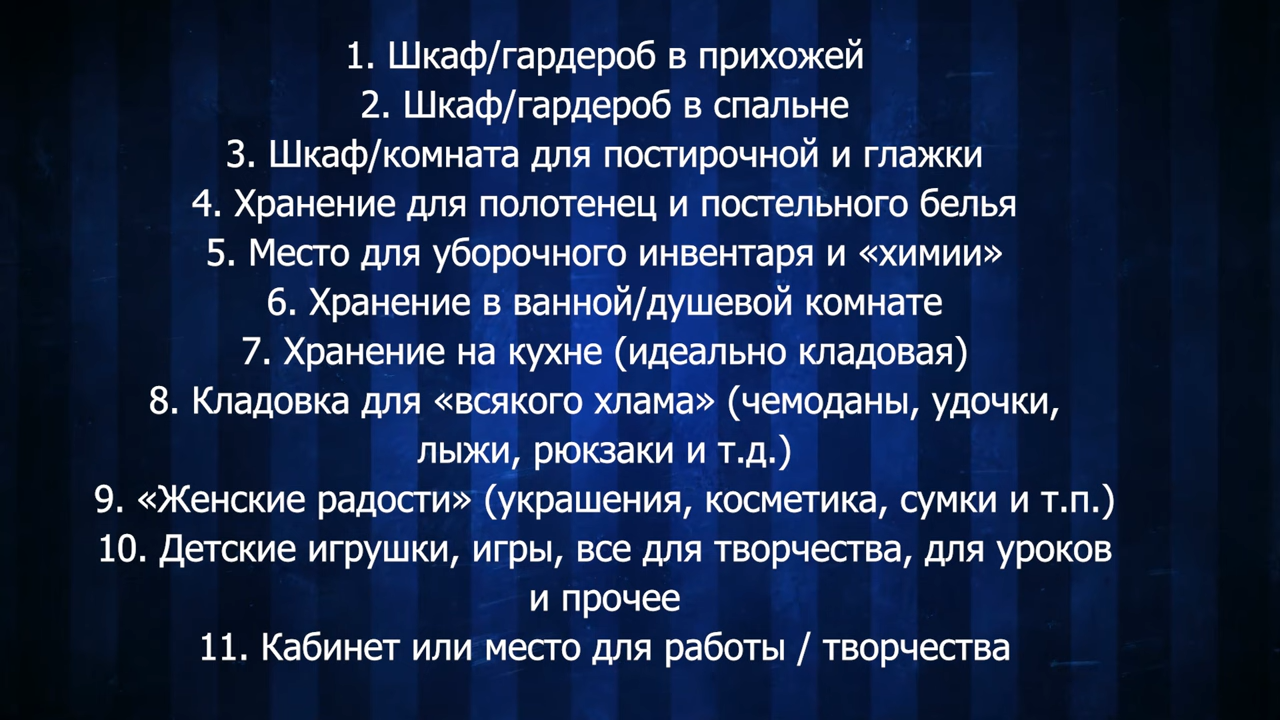 1. Шкаф/гардероб в прихожей
2. Шкаф/гардероб в спальне
3. Шкаф/комната для постирочной и глажки
4. Хранение для полотенец и постельного белья
5. Место для уборочного инвентаря и «химии»
6. Хранение в ванной/душевой комнате
7. Хранение на кухне (идеально кладовая)
8. Кладовка для «всякого хлама» (чемоданы, удочки,
лыжи, рюкзаки и т.д.)
9. «Женские радости» (украшения, косметика, сумки и т.п.)
10. Детские игрушки, игры, все для творчества, для уроков
и прочее
11. Кабинет или место для работы / творчества